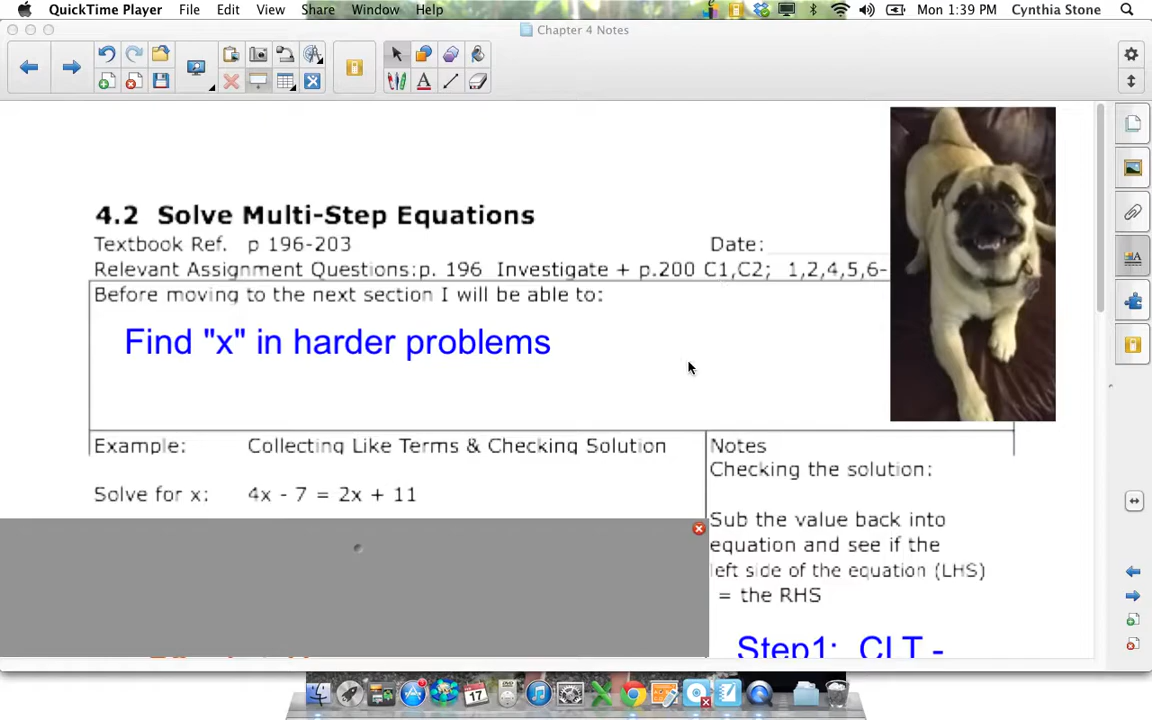 QuickTime Player File Edit View Share Window Help Mon 1:39 PM Cynthia Stone
Chapter 4 Notes
4.2 Solve Multi-Step Equations
Textbook Ref. p 196-203 Date:
Relevant Assignment Questions:p. 196 Investigate + p.200 C1,C2; 1,2,4,5,6-
Before moving to the next section I will be able to:
Find "x" in harder problems
Example: Collecting Like Terms & Checking Solution
Notes
Checking the solution:
Solve for x: 4x - 7 = 2x + 11
Sub the value back into
equation and see if the
left side of the equation (LHS)
= the RHS
Step1: CLT -
17